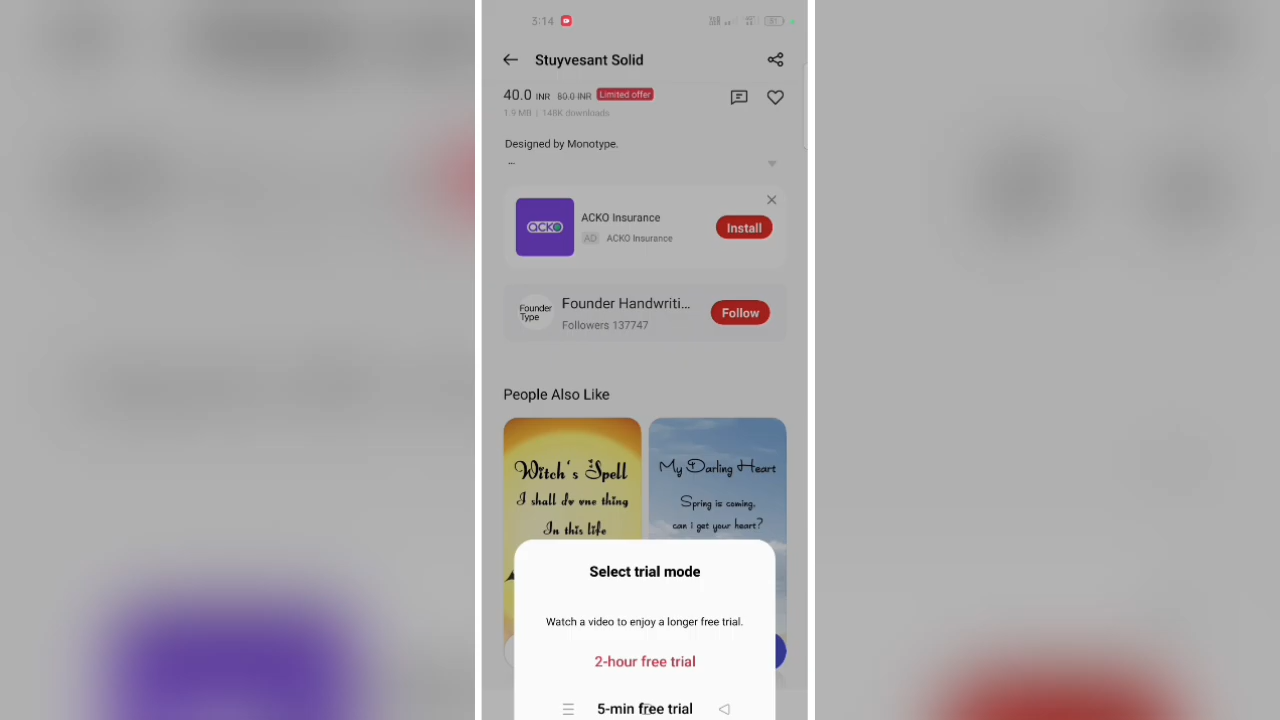 3:14
Stuyvesant Solid
40.0 INR 80.0 INR Limited offer
1.9 MB | 148K downloads
Designed by Monotype.
...
ACKO
ACKO Insurance
AD ACKO Insurance
Install
Founder Type
Founder Handwriti...
Followers 137747
Follow
People Also Like
Witch's Spell
I shall do one thing
In this life
My Darling Heart
Spring is coming,
can i get your heart?
Select trial mode
Watch a video to enjoy a longer free trial.
2-hour free trial
5-min free trial